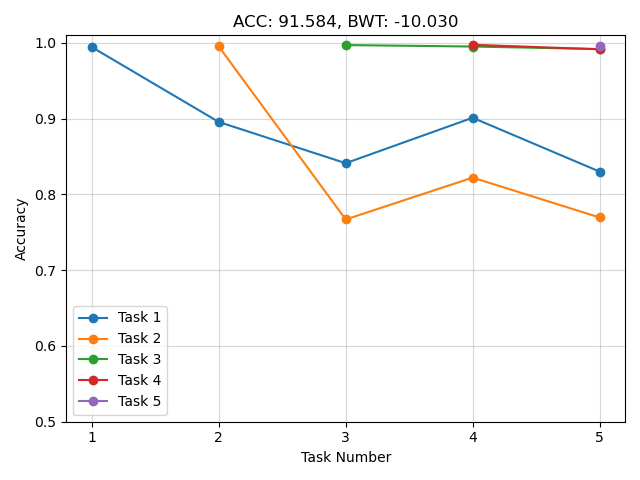 ACC: 91.584, BWT: -10.030
1.0
0.9
0.8
0.7
0.6
0.5
Accuracy
Task 1
Task 2
Task 3
Task 4
Task 5
1 2 3 4 5
Task Number